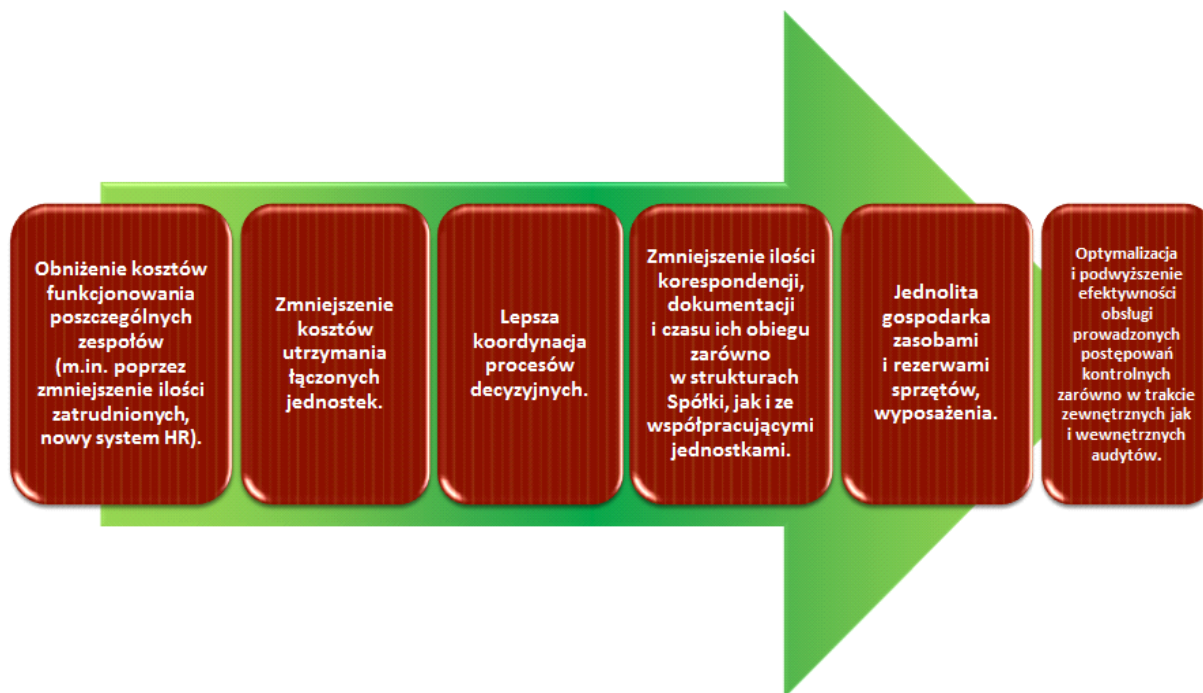 Obniżenie kosztów
funkcjonowania
poszczególnych
zespołów
(m.in. poprzez
zmniejszenie ilości
zatrudnionych,
nowy system HR).
Zmniejszenie
kosztów
utrzymania
łączonych
jednostek.
Lepsza
koordynacja
procesów
decyzyjnych.
Zmniejszenie ilości
korespondencji,
dokumentacji
i czasu ich obiegu
zarówno
w strukturach
Spółki, jak i ze
współpracującymi
jednostkami.
Jednolita
gospodarka
zasobami
i rezerwami
sprzętów,
wyposażenia.
Optymalizacja
i podwyższenie
efektywności
obsługi
prowadzonych
postępowań
kontrolnych
zarówno w trakcie
zewnętrznych jak
i wewnętrznych
audytów.